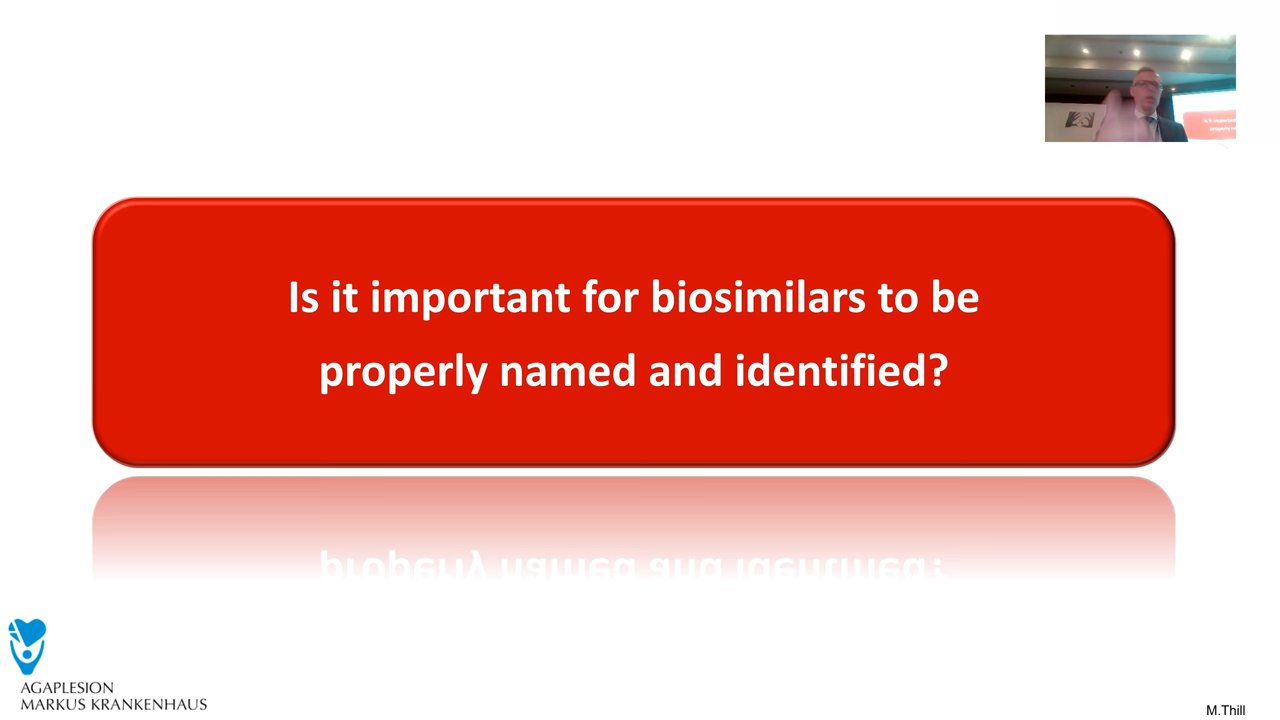 Is it important for biosimilars to be
properly named and identified?
AGAPLESION
MARKUS KRANKENHAUS
M.Thill